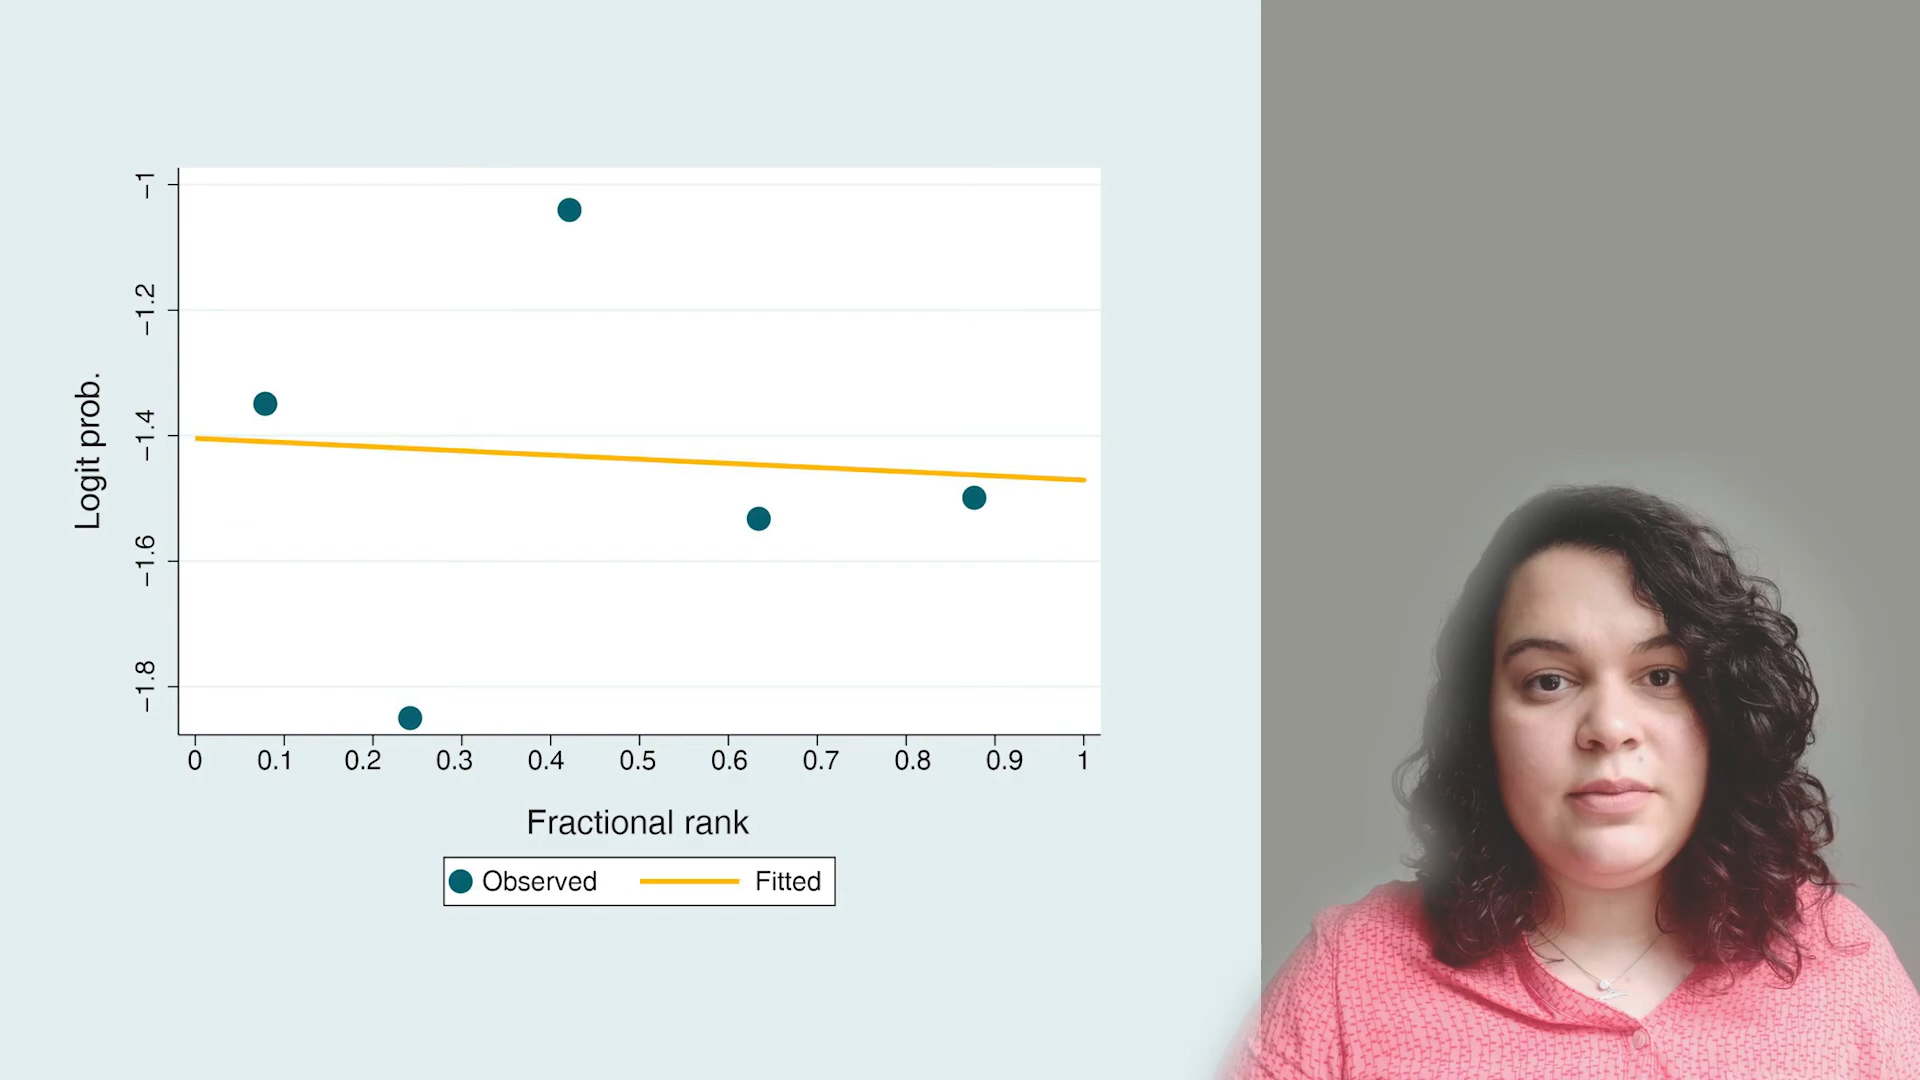 Logit prob.
−1
−1.2
−1.4
−1.6
−1.8
0 0.1 0.2 0.3 0.4 0.5 0.6 0.7 0.8 0.9 1
Fractional rank
Observed Fitted